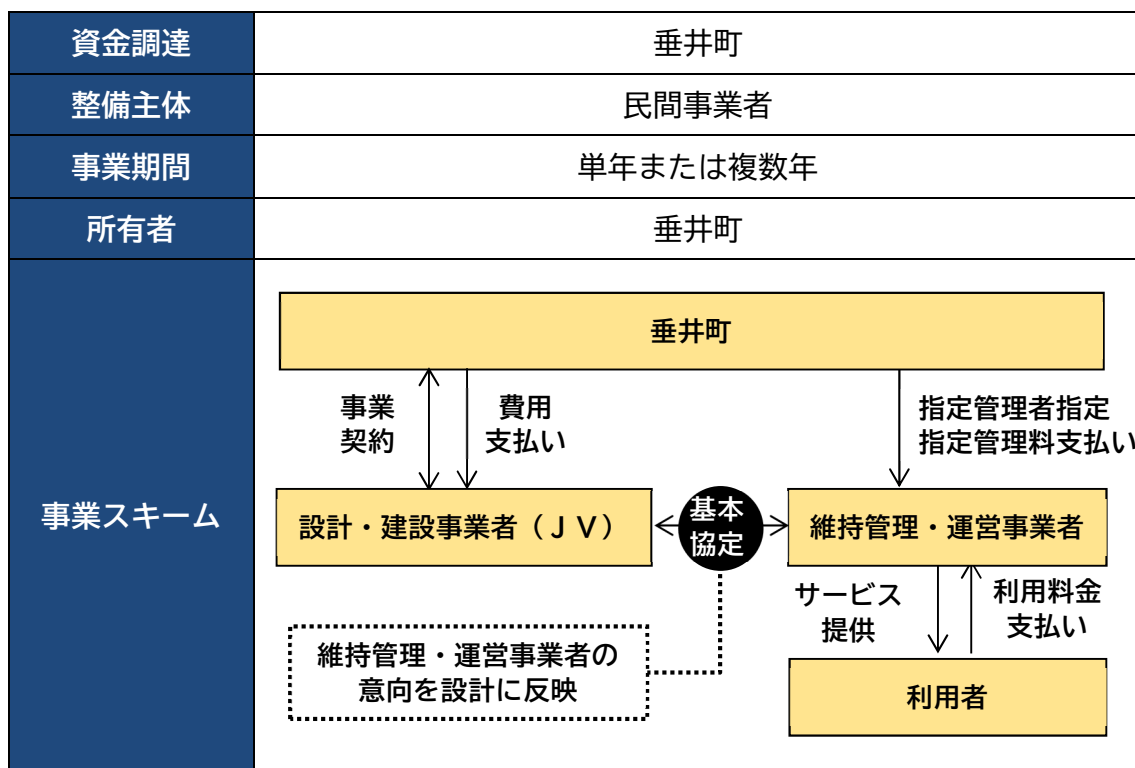 資金調達
垂井町
整備主体
民間事業者
事業期間
単年または複数年
所有者
垂井町
事業スキーム
垂井町
事業
契約
費用
支払い
指定管理者指定
指定管理料支払い
設計・建設事業者(JV)
基本
協定
維持管理・運営事業者
サービス
提供
利用料金
支払い
維持管理・運営事業者の
意向を設計に反映
利用者